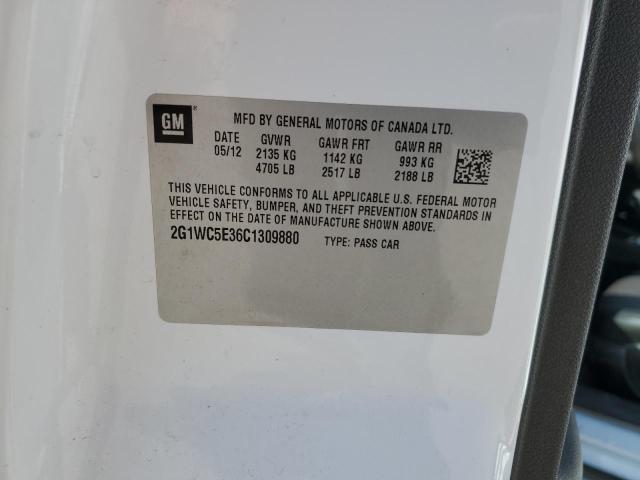 GM®
MFD BY GENERAL MOTORS OF CANADA LTD.
DATE GVWR GAWR FRT GAWR RR
05/12 2135 KG 1142 KG 993 KG
4705 LB 2517 LB 2188 LB
THIS VEHICLE CONFORMS TO ALL APPLICABLE U.S. FEDERAL MOTOR
VEHICLE SAFETY, BUMPER, AND THEFT PREVENTION STANDARDS IN
EFFECT ON THE DATE OF MANUFACTURE SHOWN ABOVE.
2G1WC5E36C1309880 TYPE: PASS CAR